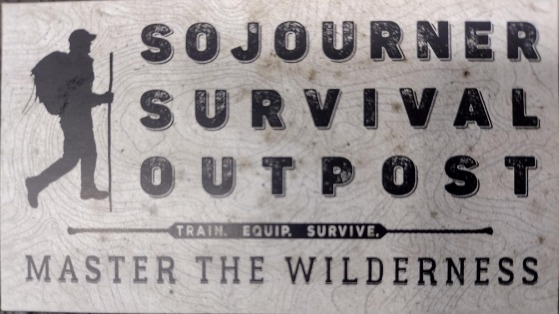 SOJOURNER
SURVIVAL
OUTPOST
TRAIN. EQUIP. SURVIVE.
MASTER THE WILDERNESS